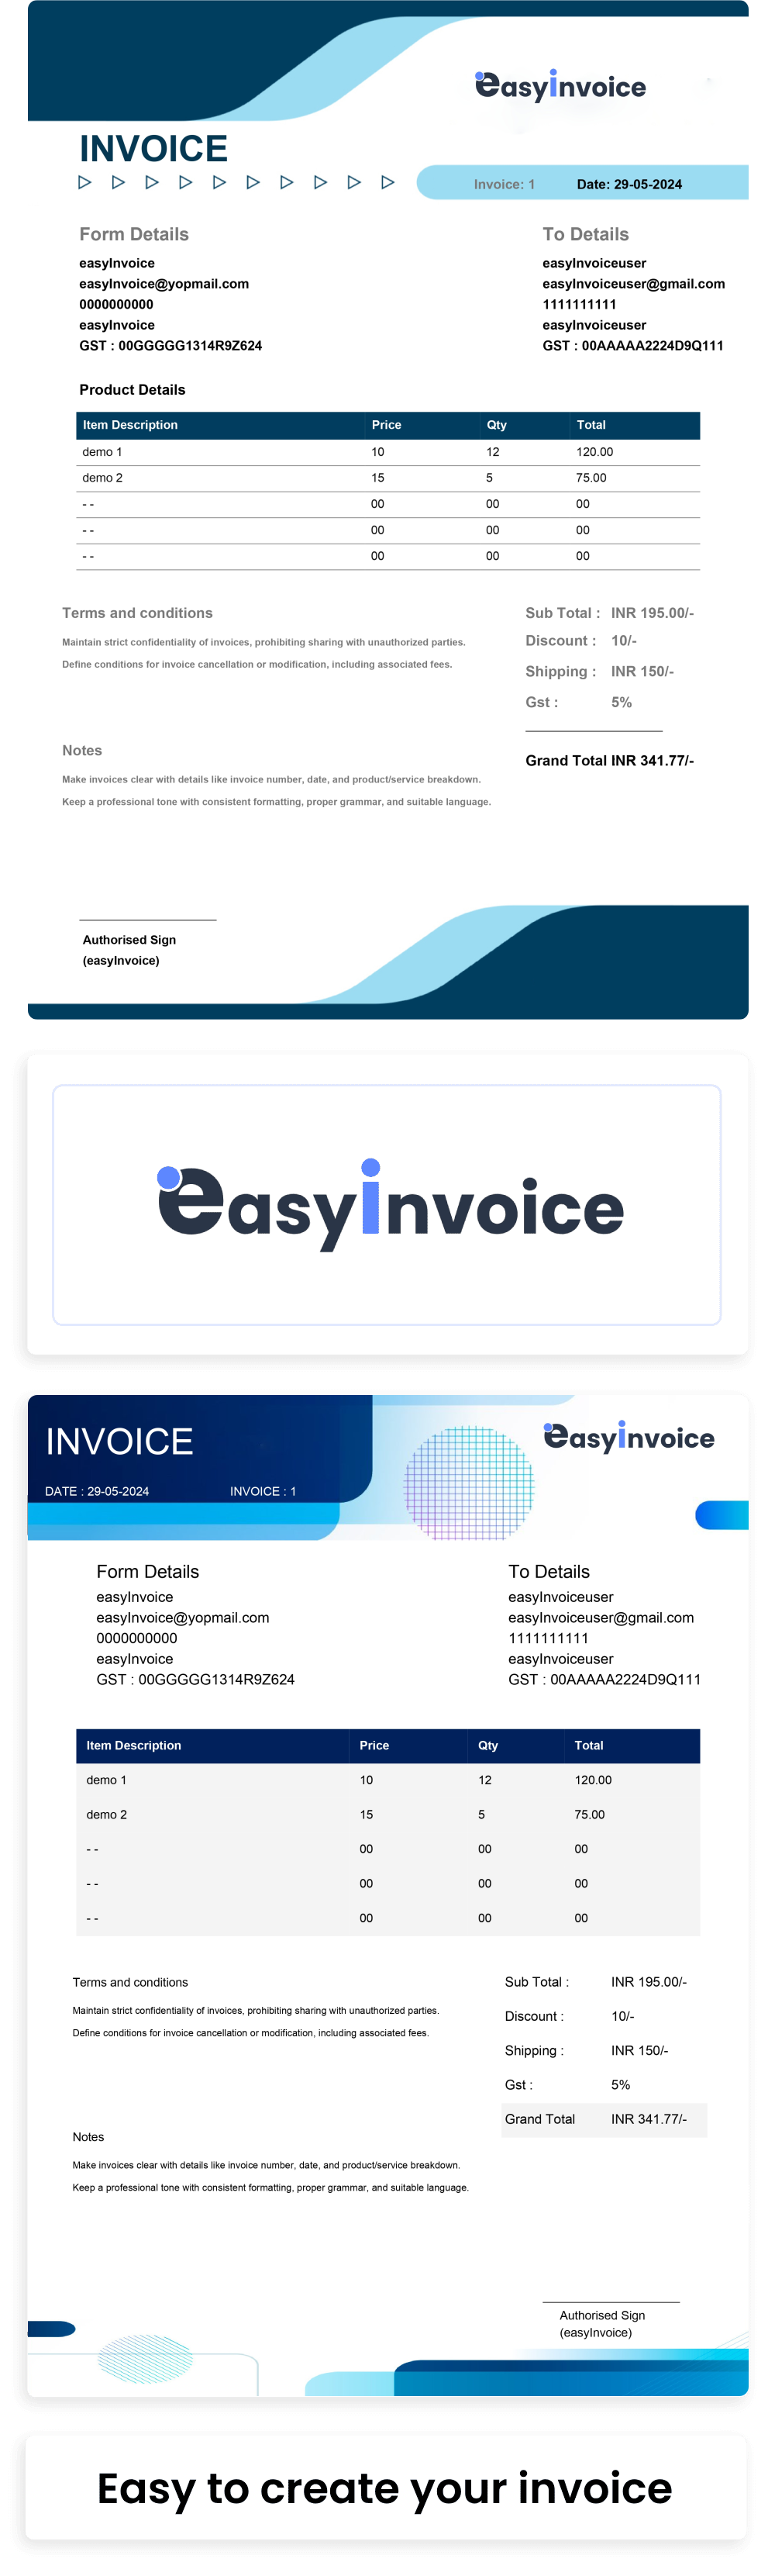 easyinvoice
INVOICE
Invoice: 1 Date: 29-05-2024
Form Details
easyInvoice
easyInvoice@yopmail.com
0000000000
easyInvoice
GST : 00GGGGG1314R9Z624
To Details
easyInvoiceuser
easyInvoiceuser@gmail.com
1111111111
easyInvoiceuser
GST : 00AAAAA2224D9Q111
Product Details
Item Description Price Qty Total
demo 1 10 12 120.00
demo 2 15 5 75.00
- - 00 00 00
- - 00 00 00
- - 00 00 00
Terms and conditions
Maintain strict confidentiality of invoices, prohibiting sharing with unauthorized parties.
Define conditions for invoice cancellation or modification, including associated fees.
Sub Total : INR 195.00/-
Discount : 10/-
Shipping : INR 150/-
Gst : 5%
Grand Total INR 341.77/-
Notes
Make invoices clear with details like invoice number, date, and product/service breakdown.
Keep a professional tone with consistent formatting, proper grammar, and suitable language.
Authorised Sign
(easyInvoice)
easyinvoice
INVOICE
easyinvoice
DATE : 29-05-2024 INVOICE : 1
Form Details
easyInvoice
easyInvoice@yopmail.com
0000000000
easyInvoice
GST : 00GGGGG1314R9Z624
To Details
easyInvoiceuser
easyInvoiceuser@gmail.com
1111111111
easyInvoiceuser
GST : 00AAAAA2224D9Q111
Item Description Price Qty Total
demo 1 10 12 120.00
demo 2 15 5 75.00
- - 00 00 00
- - 00 00 00
- - 00 00 00
Terms and conditions
Maintain strict confidentiality of invoices, prohibiting sharing with unauthorized parties.
Define conditions for invoice cancellation or modification, including associated fees.
Sub Total : INR 195.00/-
Discount : 10/-
Shipping : INR 150/-
Gst : 5%
Grand Total INR 341.77/-
Notes
Make invoices clear with details like invoice number, date, and product/service breakdown.
Keep a professional tone with consistent formatting, proper grammar, and suitable language.
Authorised Sign
(easyInvoice)
Easy to create your invoice